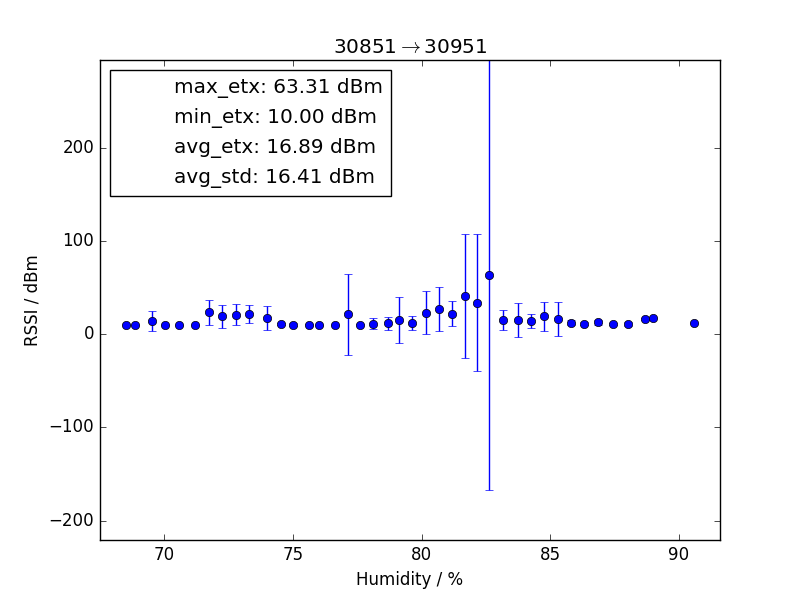 30851→30951
max_etx: 63.31 dBm
min_etx: 10.00 dBm
avg_etx: 16.89 dBm
avg_std: 16.41 dBm
RSSI / dBm
200
100
0
−100
−200
70 75 80 85 90
Humidity / %